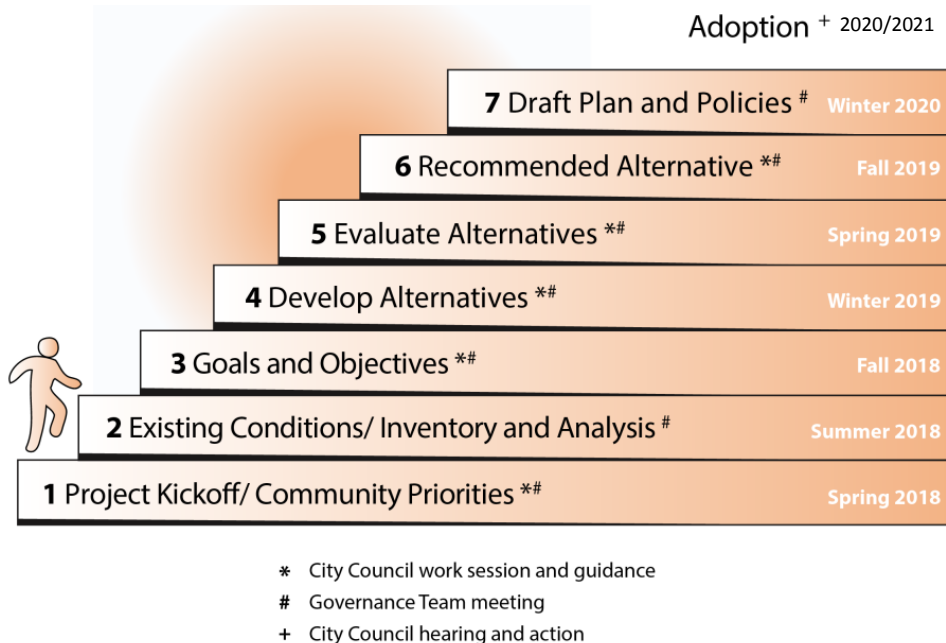 Adoption + 2020/2021
7 Draft Plan and Policies # Winter 2020
6 Recommended Alternative *# Fall 2019
5 Evaluate Alternatives *# Spring 2019
4 Develop Alternatives *# Winter 2019
3 Goals and Objectives *# Fall 2018
2 Existing Conditions/ Inventory and Analysis # Summer 2018
1 Project Kickoff/ Community Priorities *# Spring 2018
* City Council work session and guidance
# Governance Team meeting
+ City Council hearing and action